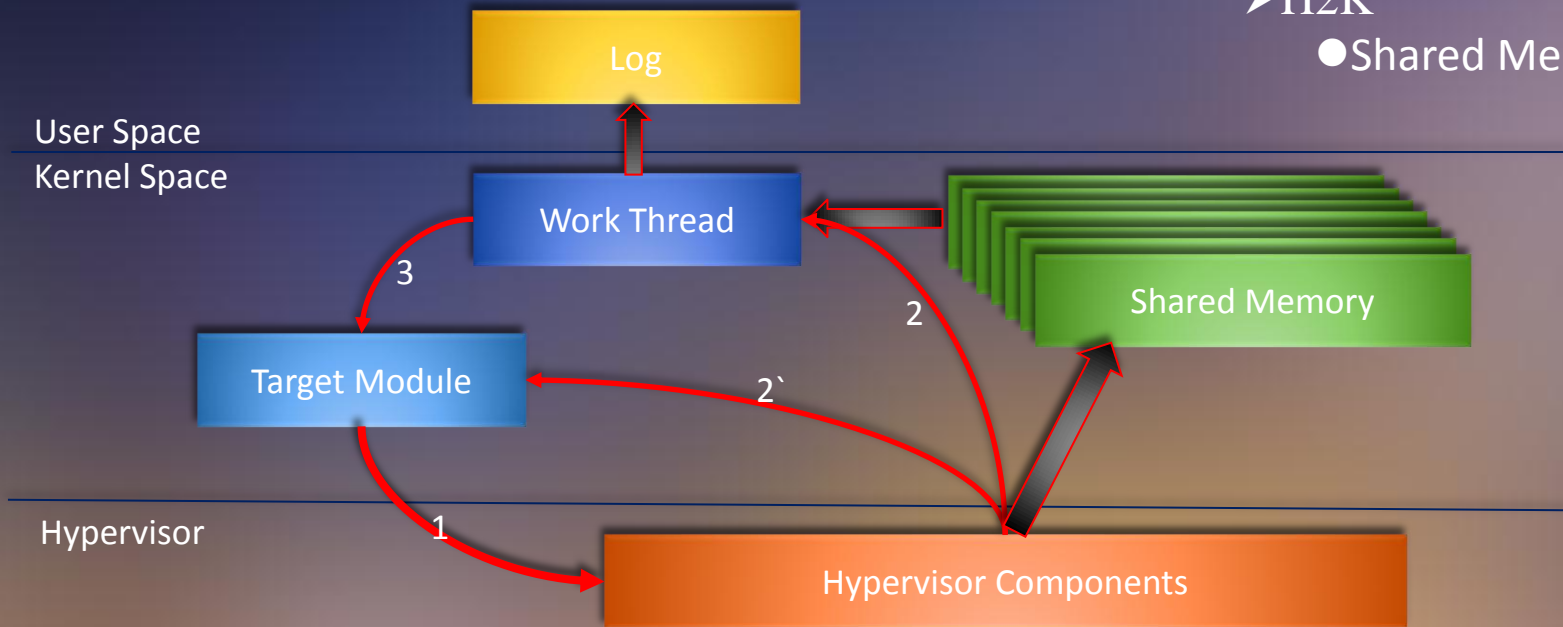 ➤H2K
●Shared Me
Log
User Space
Kernel Space
Work Thread
3
2
Shared Memory
Target Module
2`
1
Hypervisor
Hypervisor Components